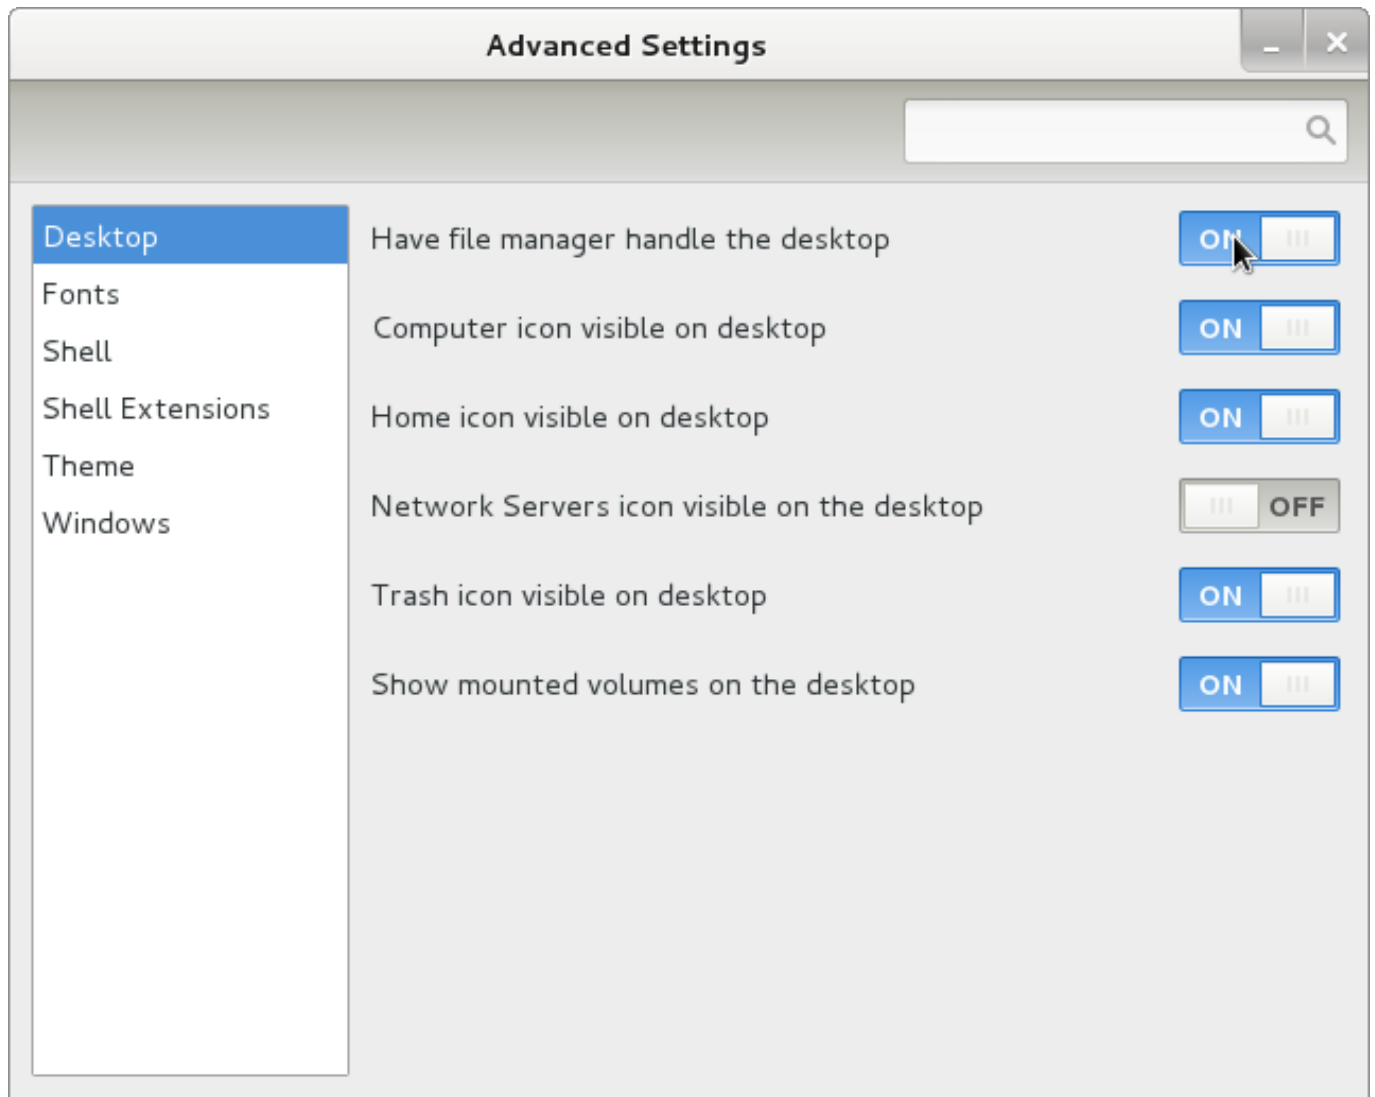 Advanced Settings
Desktop
Fonts
Shell
Shell Extensions
Theme
Windows
Have file manager handle the desktop ON
Computer icon visible on desktop ON
Home icon visible on desktop ON
Network Servers icon visible on the desktop OFF
Trash icon visible on desktop ON
Show mounted volumes on the desktop ON